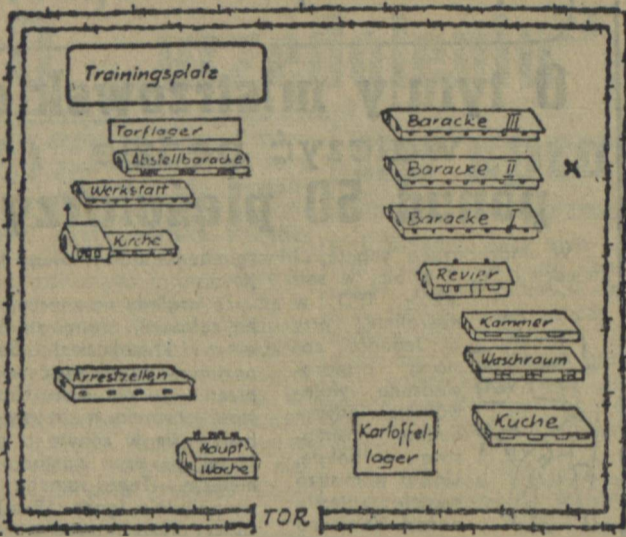 Trainingsplatz
Torflager
Abstellbaracke
Werkstatt
Kirche
Baracke III
Baracke II
Baracke I
Revier
Kammer
Waschraum
Küche
Arrestzellen
Haupt-
Wache
Kartoffel-
lager
TOR